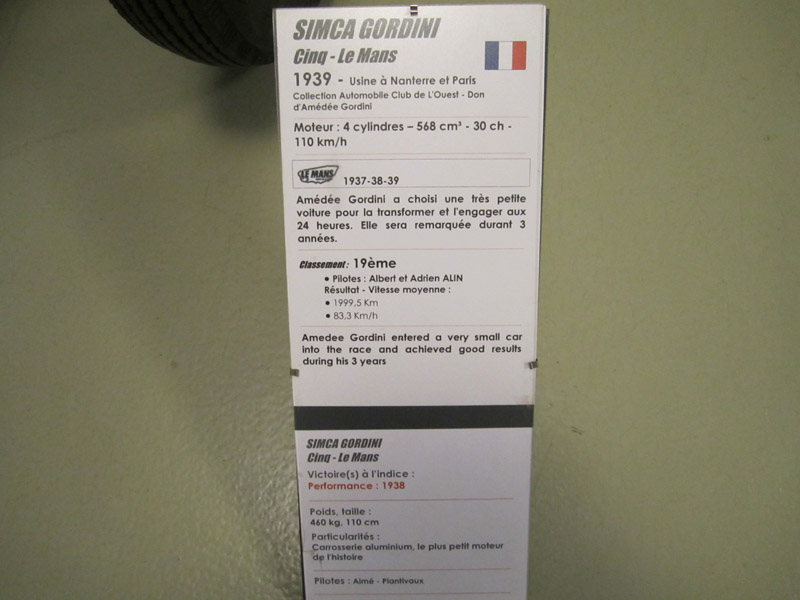 SIMCA GORDINI
Cinq - Le Mans
1939 - Usine à Nanterre et Paris
Collection Automobile Club de L'Ouest - Don
d'Amédée Gordini
Moteur : 4 cylindres – 568 cm³ - 30 ch -
110 km/h
LE MANS 1937-38-39
Amédée Gordini a choisi une très petite
voiture pour la transformer et l'engager aux
24 heures. Elle sera remarquée durant 3
années.
Classement : 19ème
• Pilotes : Albert et Adrien ALIN
Résultat - Vitesse moyenne :
• 1999,5 Km
• 83,3 Km/h
Amedee Gordini entered a very small car
into the race and achieved good results
during his 3 years
SIMCA GORDINI
Cinq - Le Mans
Victoire(s) à l'indice :
Performance : 1938
Poids, taille :
460 kg, 110 cm
Particularités :
Carrosserie aluminium, le plus petit moteur
de l'histoire
Pilotes : Aimé - Plantivaux